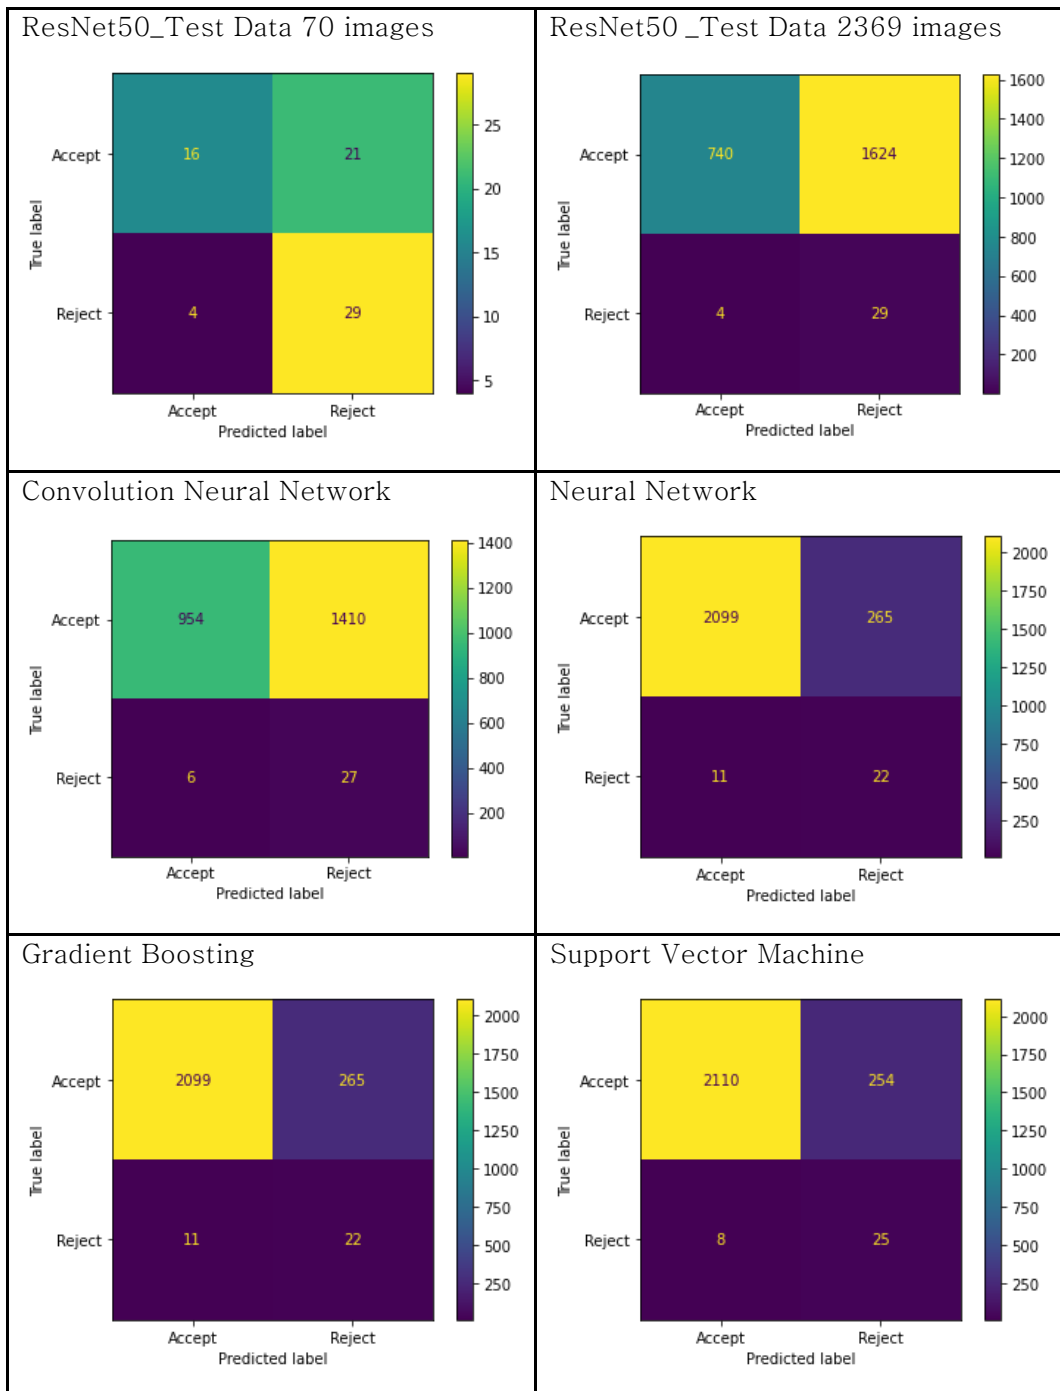 ResNet50_Test Data 70 images
16
21
4
29
Accept
Reject
True label
Accept
Reject
Predicted label
25
20
15
10
5
ResNet50 _Test Data 2369 images
740
1624
4
29
Accept
Reject
True label
Accept
Reject
Predicted label
1600
1400
1200
1000
800
600
400
200
Convolution Neural Network
954
1410
6
27
Accept
Reject
True label
Accept
Reject
Predicted label
1400
1200
1000
800
600
400
200
Neural Network
2099
265
11
22
Accept
Reject
True label
Accept
Reject
Predicted label
2000
1750
1500
1250
1000
750
500
250
Gradient Boosting
2099
265
11
22
Accept
Reject
True label
Accept
Reject
Predicted label
2000
1750
1500
1250
1000
750
500
250
Support Vector Machine
2110
254
8
25
Accept
Reject
True label
Accept
Reject
Predicted label
2000
1750
1500
1250
1000
750
500
250